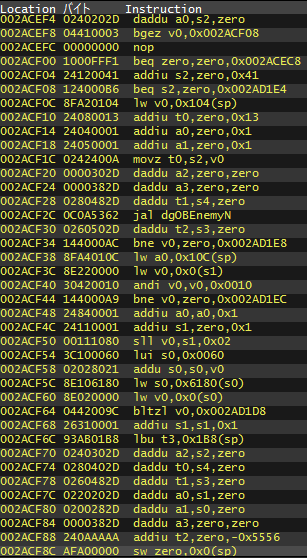 Location バイト Instruction
002ACEF4 0240202D daddu a0,s2,zero
002ACEF8 04410003 bgez v0,0x002ACF08
002ACEFC 00000000 nop
002ACF00 1000FFF1 beq zero,zero,0x002ACEC8
002ACF04 24120041 addiu s2,zero,0x41
002ACF08 124000B6 beq s2,zero,0x002AD1E4
002ACF0C 8FA20104 lw v0,0x104(sp)
002ACF10 24080013 addiu t0,zero,0x13
002ACF14 24040001 addiu a0,zero,0x1
002ACF18 24050001 addiu a1,zero,0x1
002ACF1C 0242400A movz t0,s2,v0
002ACF20 0000302D daddu a2,zero,zero
002ACF24 0000382D daddu a3,zero,zero
002ACF28 0280482D daddu t1,s4,zero
002ACF2C 0C0A5362 jal dgOBEnemyN
002ACF30 0260502D daddu t2,s3,zero
002ACF34 144000AC bne v0,zero,0x002AD1E8
002ACF38 8FA4010C lw a0,0x10C(sp)
002ACF3C 8E220000 lw v0,0x0(s1)
002ACF40 30420010 andi v0,v0,0x0010
002ACF44 144000A9 bne v0,zero,0x002AD1EC
002ACF48 24840001 addiu a0,a0,0x1
002ACF4C 24110001 addiu s1,zero,0x1
002ACF50 00111080 sll v0,s1,0x02
002ACF54 3C100060 lui s0,0x0060
002ACF58 02028021 addu s0,s0,v0
002ACF5C 8E106180 lw s0,0x6180(s0)
002ACF60 8E020000 lw v0,0x0(s0)
002ACF64 0442009C bltzl v0,0x002AD1D8
002ACF68 26310001 addiu s1,s1,0x1
002ACF6C 93AB01B8 lbu t3,0x1B8(sp)
002ACF70 0240302D daddu a2,s2,zero
002ACF74 0280402D daddu t0,s4,zero
002ACF78 0260482D daddu t1,s3,zero
002ACF7C 0220202D daddu a0,s1,zero
002ACF80 0200282D daddu a1,s0,zero
002ACF84 0000382D daddu a3,zero,zero
002ACF88 240AAAAA addiu t2,zero,-0x5556
002ACF8C AFA00000 sw zero,0x0(sp)